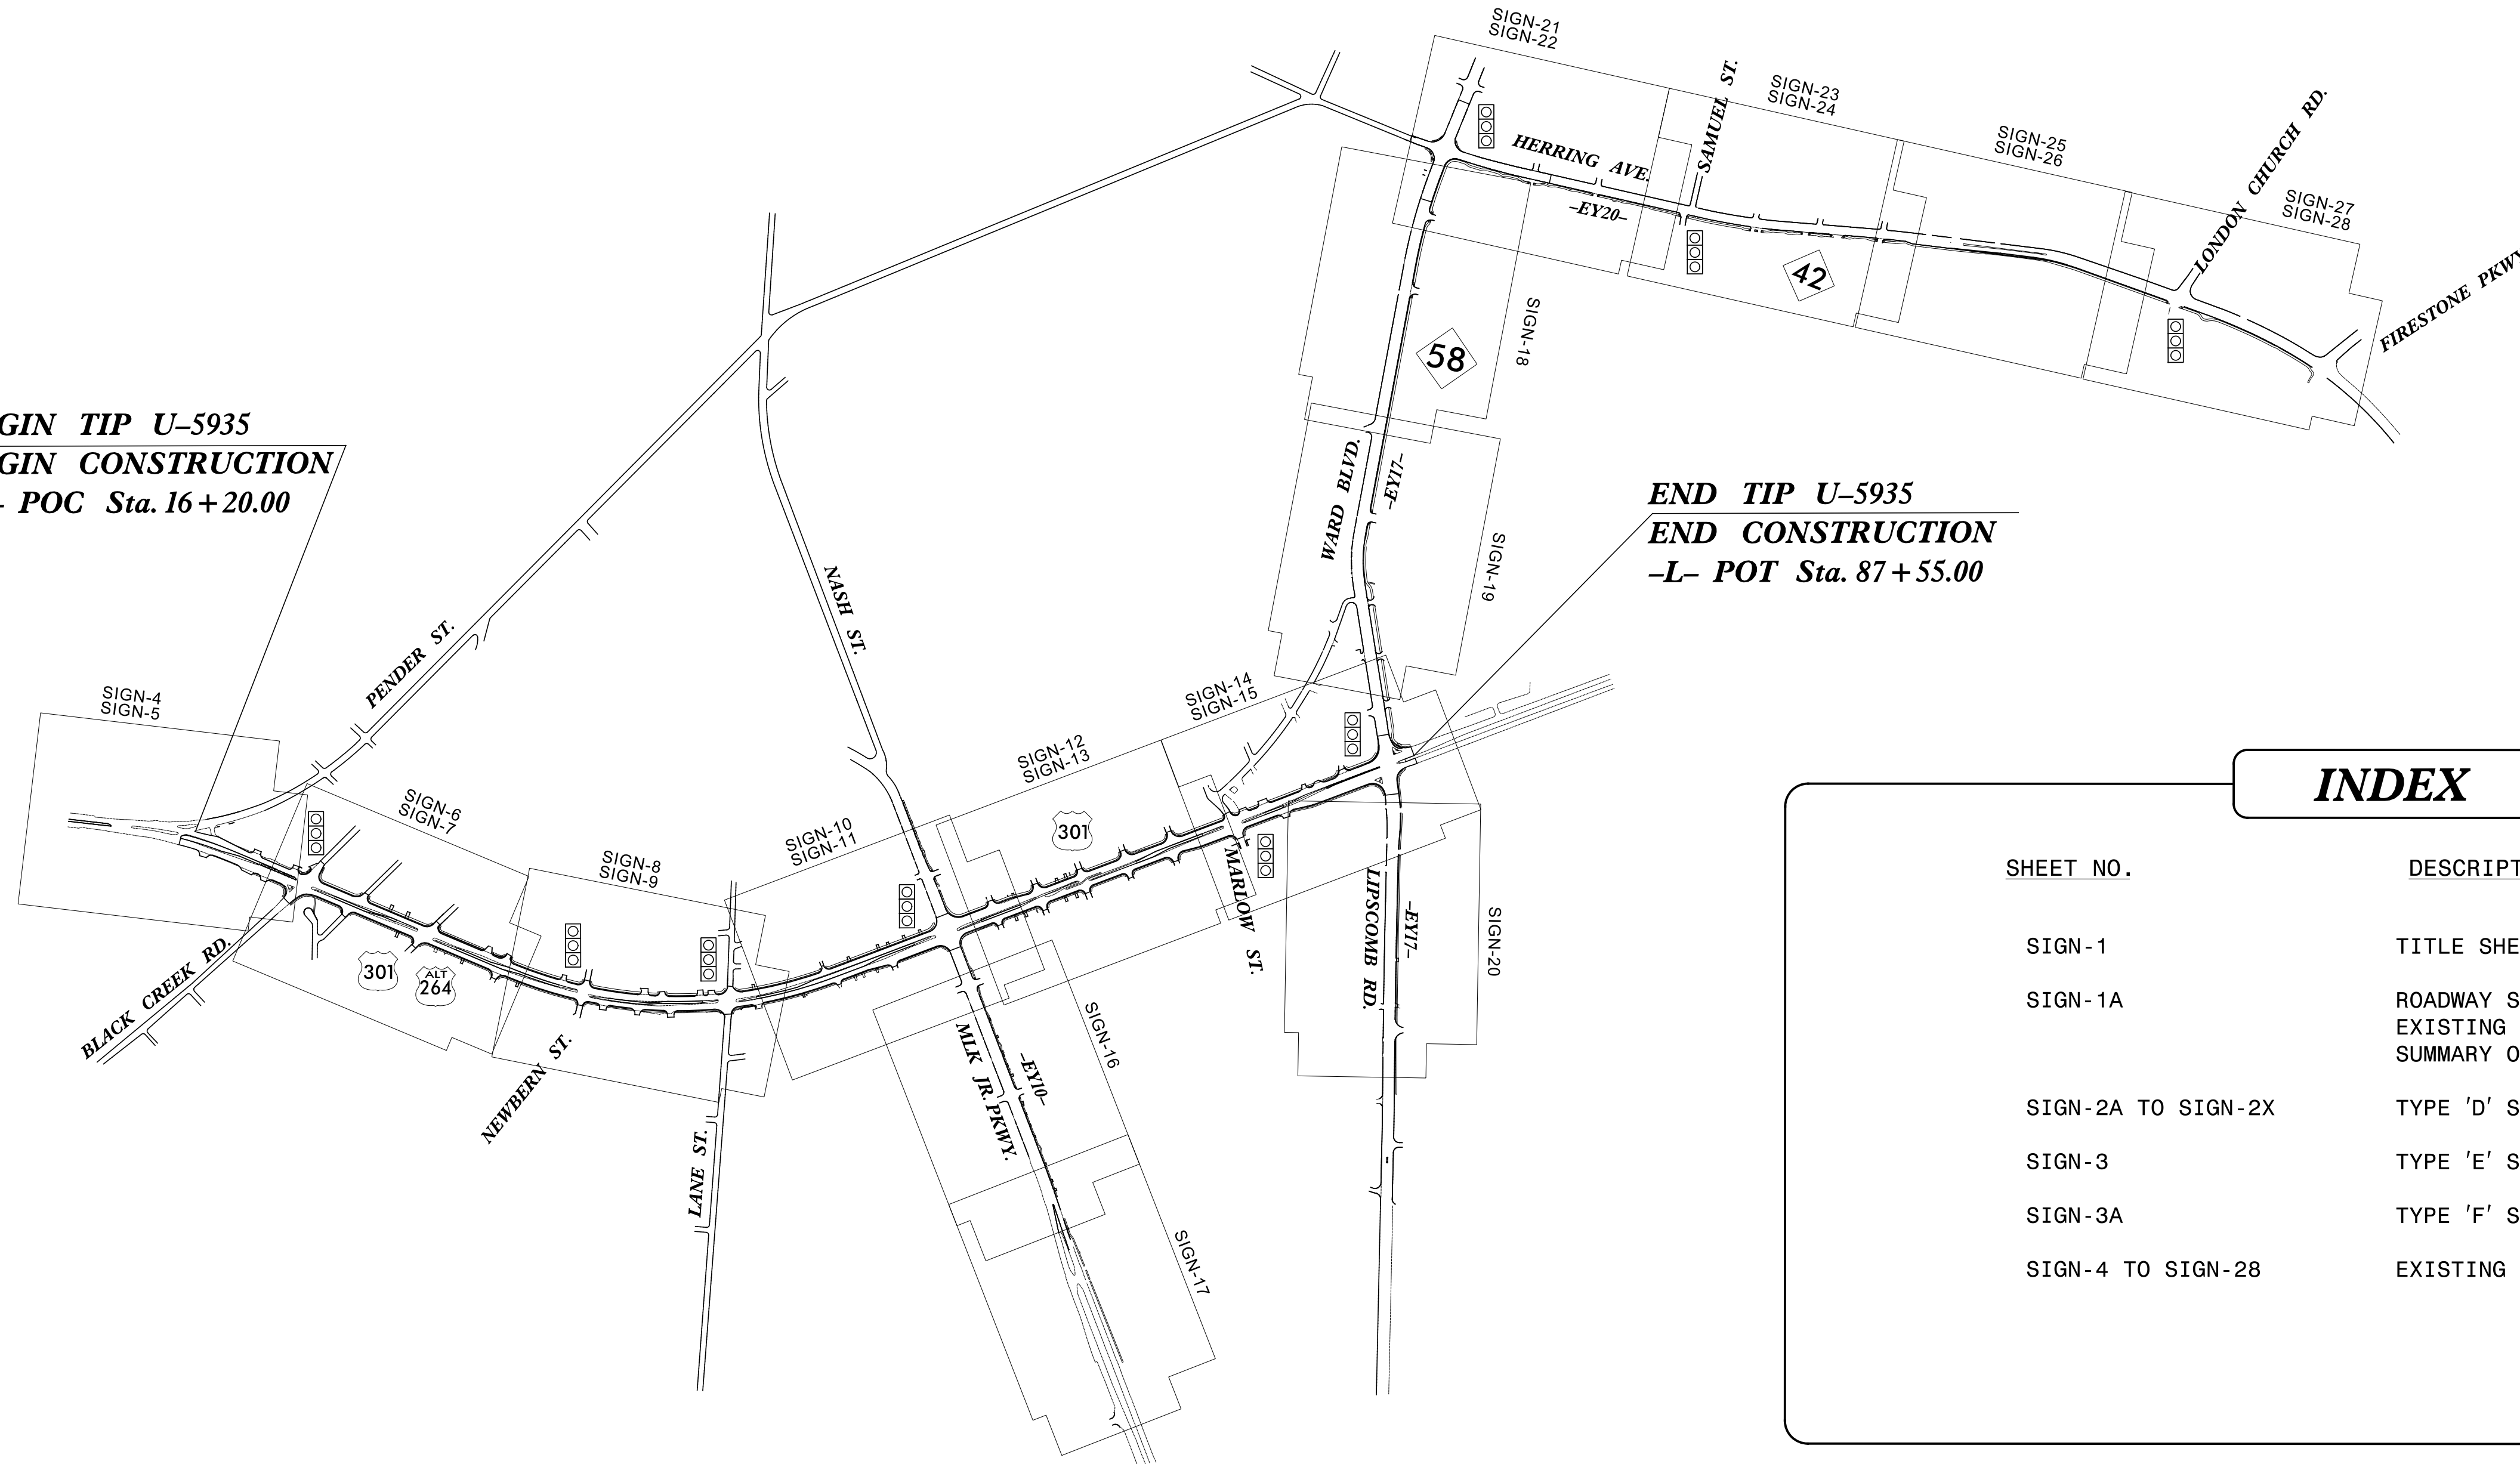 SIGN-21
SIGN-22
SIGN-23
SIGN-24
SAMUEL ST.
SIGN-25
SIGN-26
LONDON CHURCH RD.
SIGN-27
SIGN-28
HERRING AVE.
–EY20–
42
FIRESTONE PKWY
SIGN-18
58
GIN TIP U–5935
GIN CONSTRUCTION
– POC Sta. 16+20.00
WARD BLVD.
–EY17–
SIGN-19
END TIP U–5935
END CONSTRUCTION
–L– POT Sta. 87+55.00
NASH ST.
PENDER ST.
SIGN-4
SIGN-5
SIGN-6
SIGN-7
SIGN-8
SIGN-9
SIGN-10
SIGN-11
SIGN-12
SIGN-13
SIGN-14
SIGN-15
301
MARLOW ST.
LIPSCOMB RD.
–EY17–
SIGN-20
BLACK CREEK RD.
301
ALT
264
NEWBERN ST.
LANE ST.
MLK JR. PKWY.
–EY10–
SIGN-16
SIGN-17
INDEX
SHEET NO. DESCRIPT
SIGN-1 TITLE SHE
SIGN-1A ROADWAY S
EXISTING
SUMMARY O
SIGN-2A TO SIGN-2X TYPE 'D' S
SIGN-3 TYPE 'E' S
SIGN-3A TYPE 'F' S
SIGN-4 TO SIGN-28 EXISTING